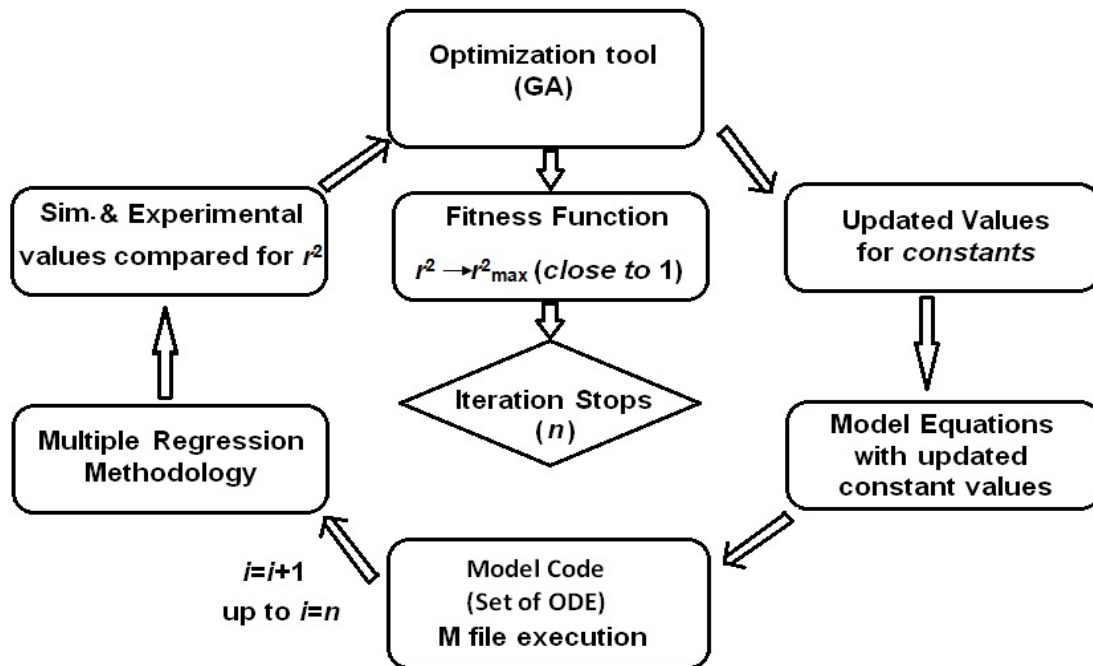 Optimization tool
(GA)
Sim. & Experimental
values compared for r²
Fitness Function
r² →r²max (close to 1)
Updated Values
for constants
Iteration Stops
(n)
Multiple Regression
Methodology
Model Equations
with updated
constant values
i=i+1
up to i=n
Model Code
(Set of ODE)
M file execution